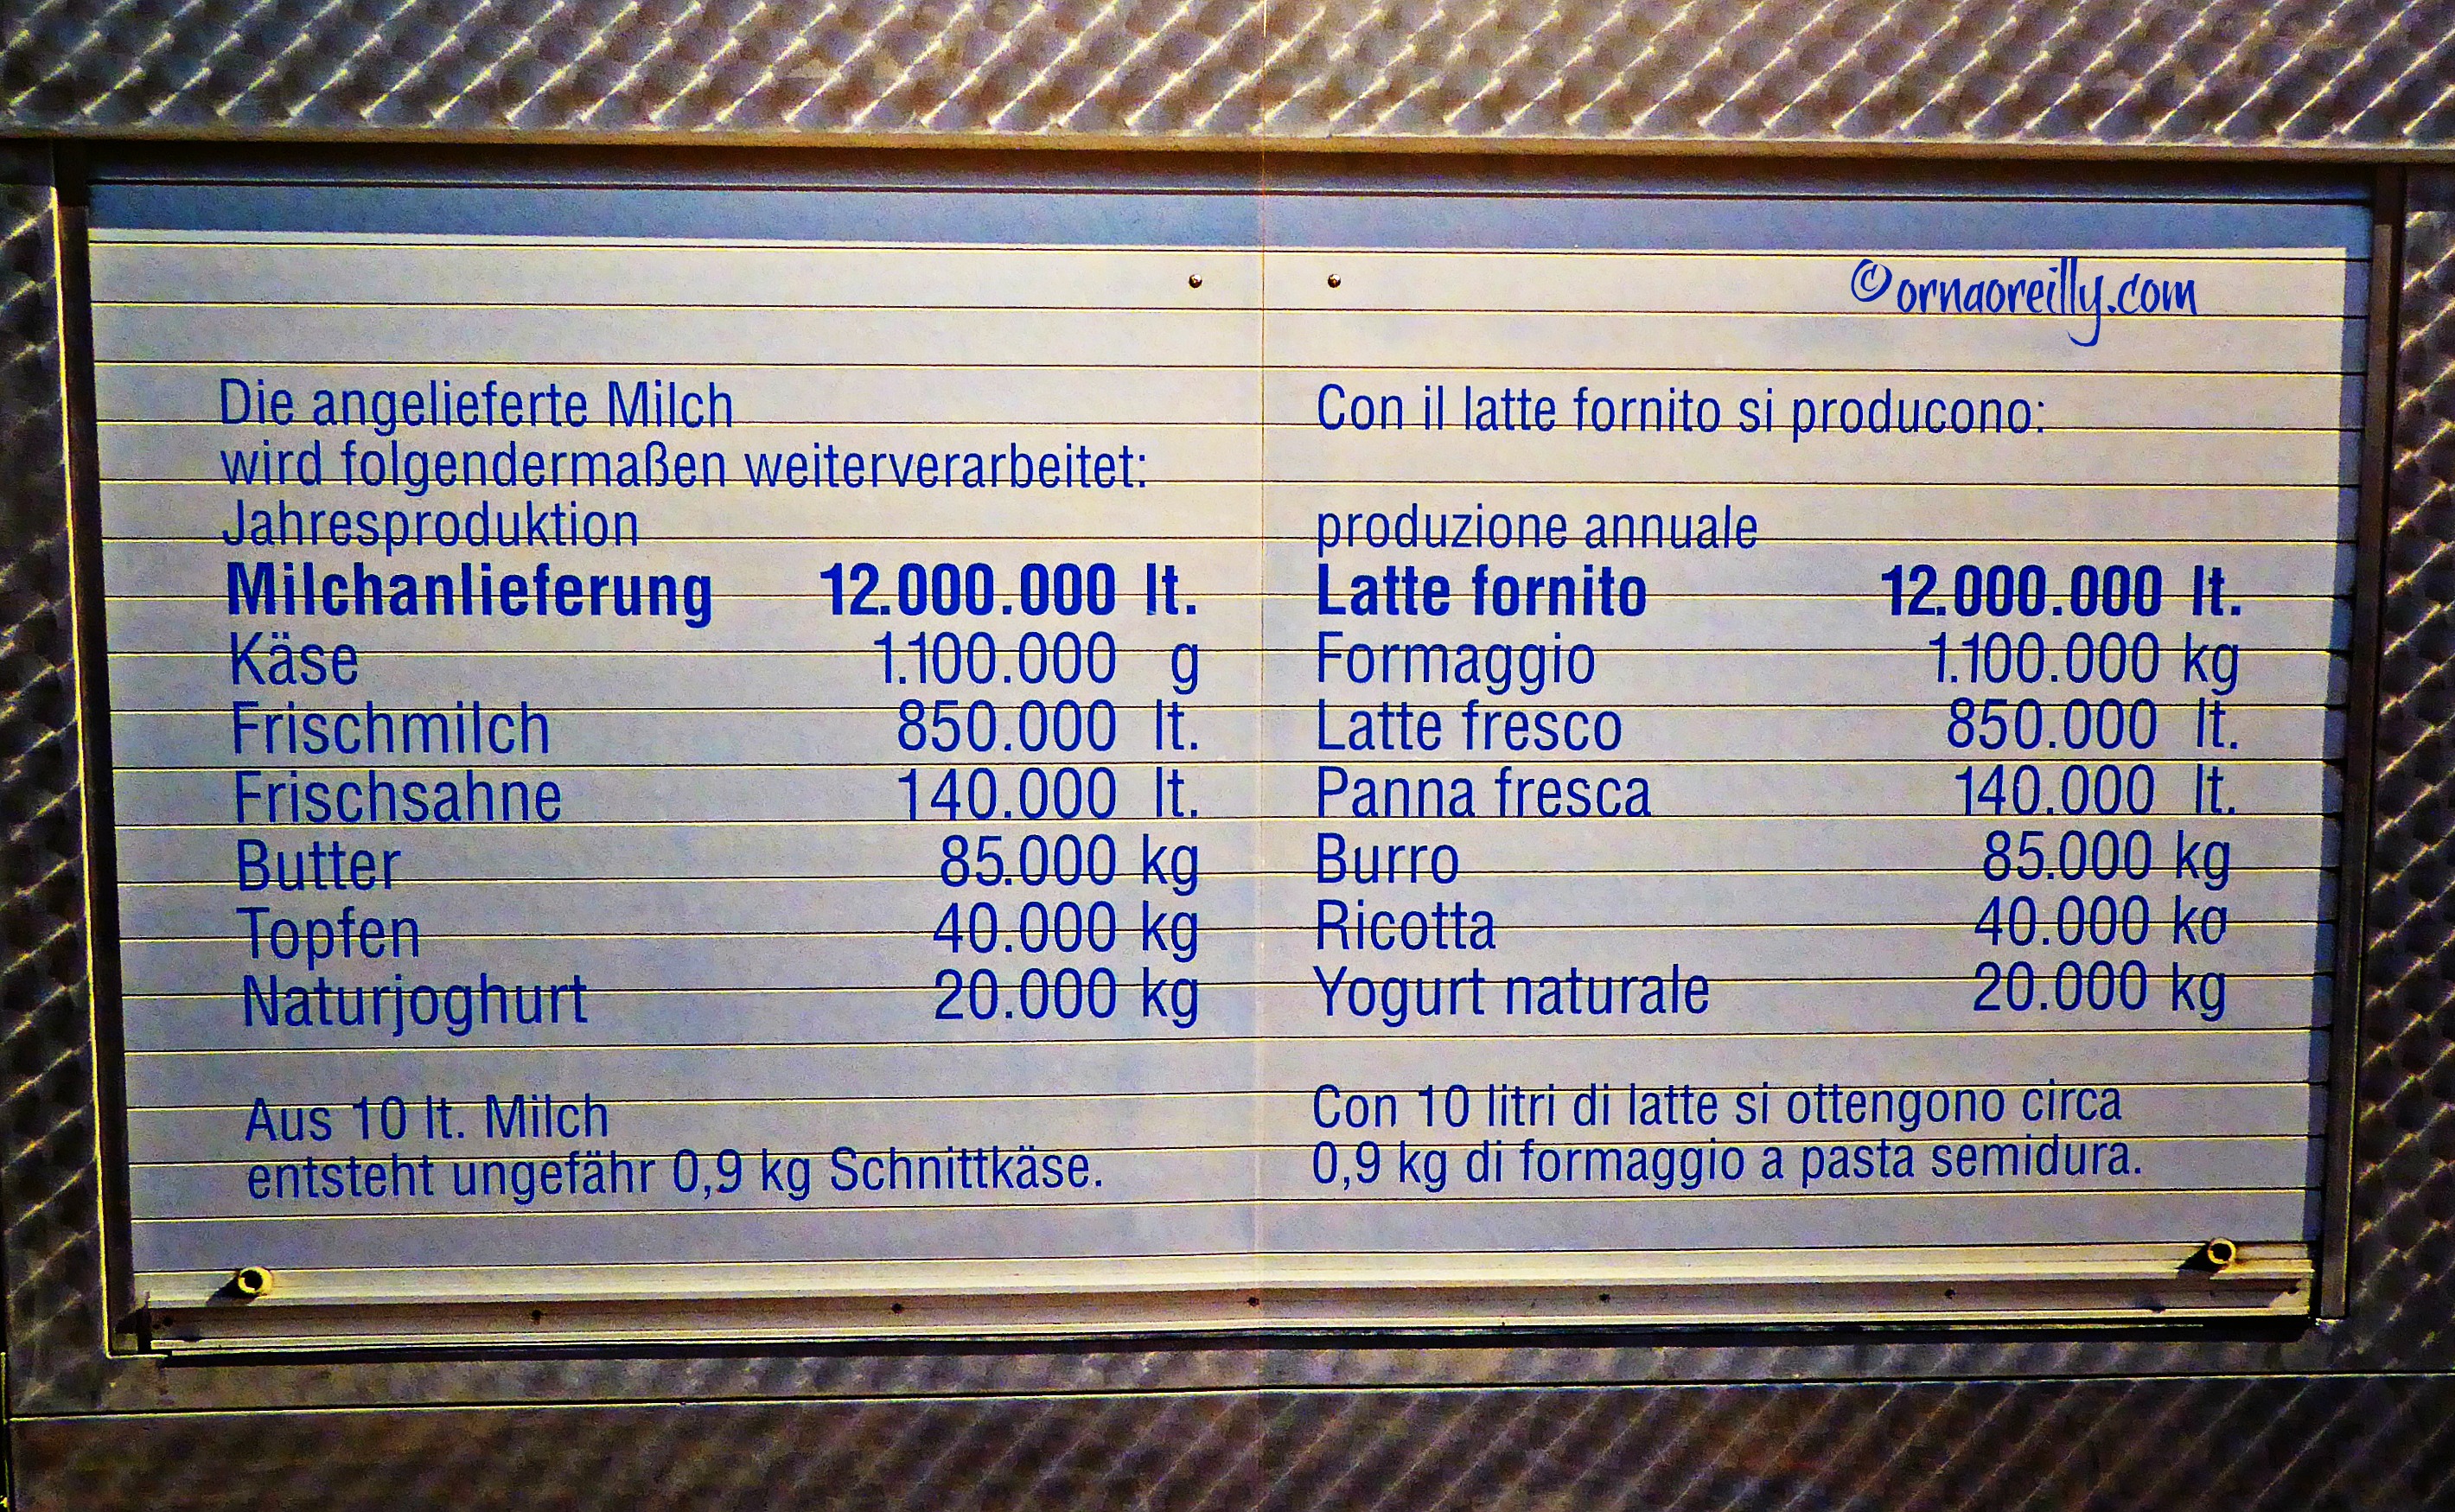 ©ornaoreilly.com
Die angelieferte Milch
wird folgendermaßen weiterverarbeitet:
Jahresproduktion
Milchanlieferung 12.000.000 lt.
Käse 1.100.000 g
Frischmilch 850.000 lt.
Frischsahne 140.000 lt.
Butter 85.000 kg
Topfen 40.000 kg
Naturjoghurt 20.000 kg
Aus 10 lt. Milch
entsteht ungefähr 0,9 kg Schnittkäse.
Con il latte fornito si producono:
produzione annuale
Latte fornito 12.000.000 lt.
Formaggio 1.100.000 kg
Latte fresco 850.000 lt.
Panna fresca 140.000 lt.
Burro 85.000 kg
Ricotta 40.000 kg
Yogurt naturale 20.000 kg
Con 10 litri di latte si ottengono circa
0,9 kg di formaggio a pasta semidura.